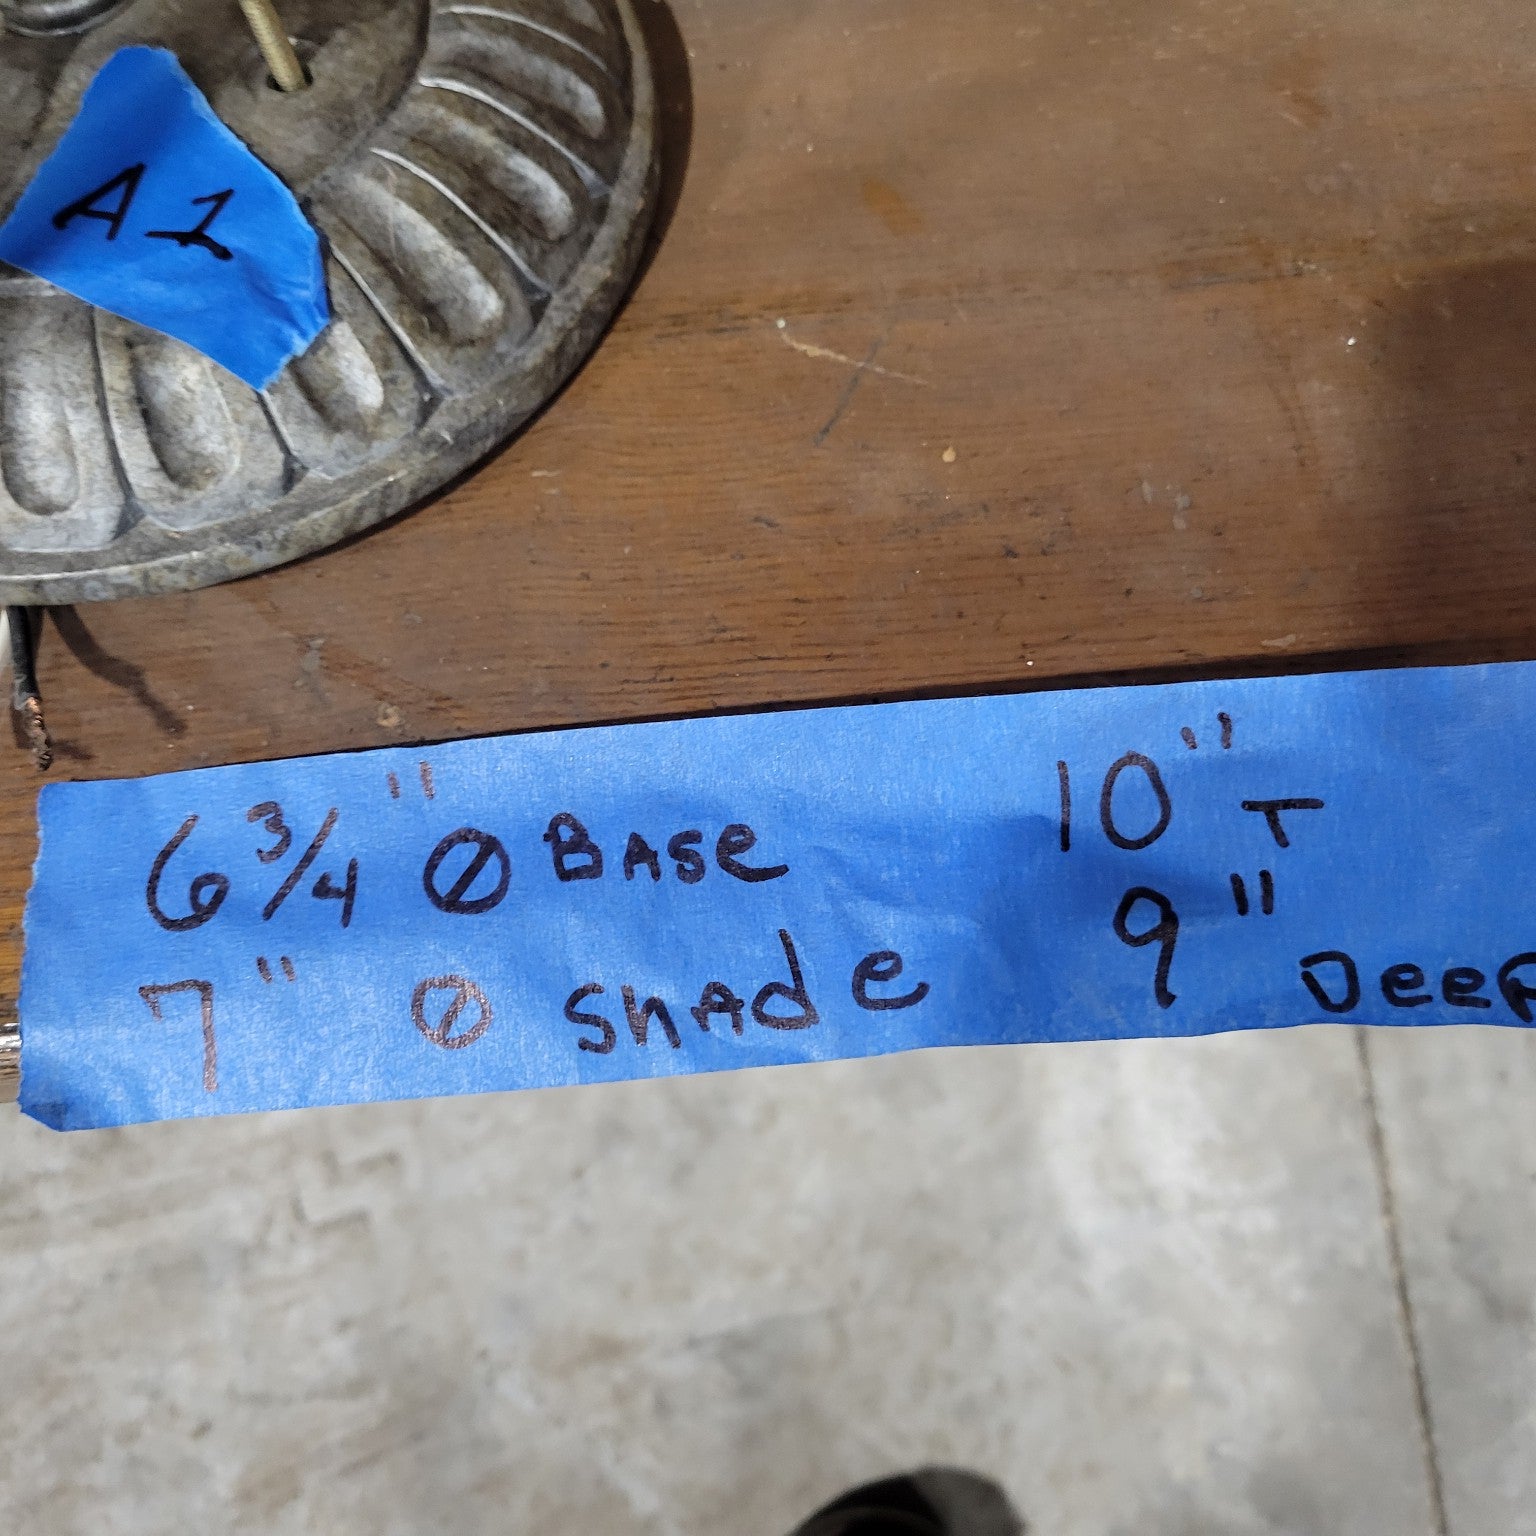 A1
6 3/4" Ø BASe
7" Ø SHAde
10" T
9" DeeP